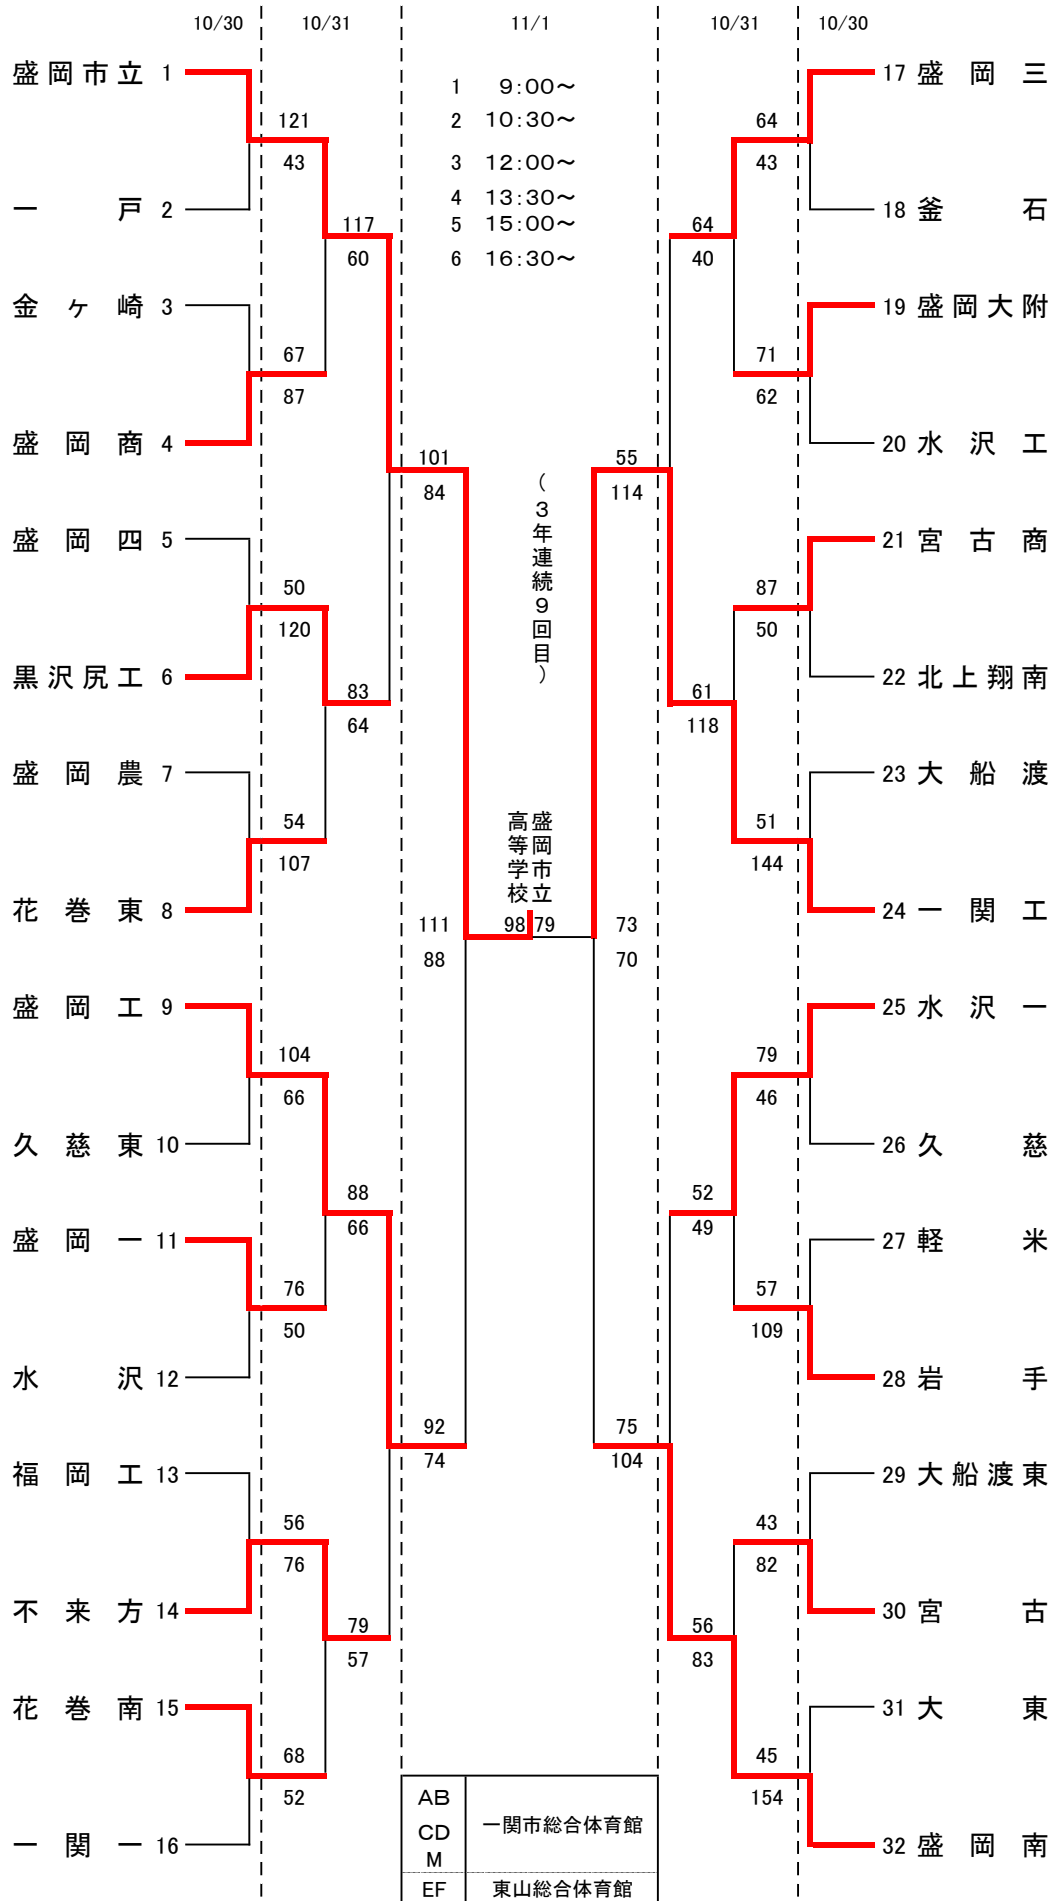 10/30 10/31 11/1 10/31 10/30
盛岡市立 1
17 盛岡三
1 9:00～
2 10:30～
121
64
43
43
3 12:00～
4 13:30～
一戸 2
18 釜石
117
5 15:00～
64
60
6 16:30～
40
金ヶ崎 3
19 盛岡大附
67
71
87
62
盛岡商 4
20 水沢工
101
55
84
114
(3年連続9回目)
盛岡四 5
21 宮古商
50
87
120
50
黒沢尻工 6
22 北上翔南
83
61
64
118
盛岡農 7
23 大船渡
54
51
107
144
盛岡市立
高等学校
花巻東 8
24 一関工
111
98 79
73
88
70
盛岡工 9
25 水沢一
104
79
66
46
久慈東 10
26 久慈
88
52
66
49
盛岡一 11
27 軽米
76
57
50
109
水沢 12
28 岩手
92
75
74
104
福岡工 13
29 大船渡東
56
43
76
82
不来方 14
30 宮古
79
56
57
83
花巻南 15
31 大東
68
45
52
154
一関一 16
32 盛岡南
AB
CD
M
一関市総合体育館
EF 東山総合体育館